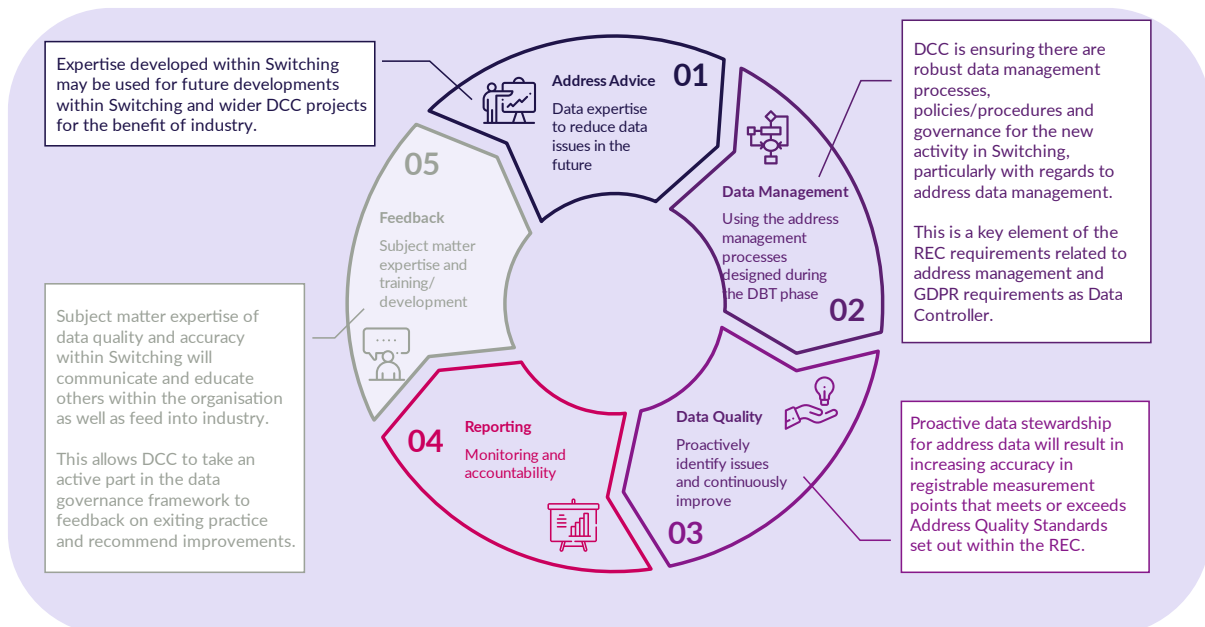 Expertise developed within Switching
may be used for future developments
within Switching and wider DCC projects
for the benefit of industry.
01
Address Advice
Data expertise
to reduce data
issues in the
future
DCC is ensuring there are
robust data management
processes,
policies/procedures and
governance for the new
activity in Switching,
particularly with regards to
address data management.
This is a key element of the
REC requirements related to
address management and
GDPR requirements as Data
Controller.
Data Management
Using the address
management
processes
designed during
the DBT phase
02
Data Quality
Proactively
identify issues
and continuously
improve
03
Proactive data stewardship
for address data will result in
increasing accuracy in
registrable measurement
points that meets or exceeds
Address Quality Standards
set out within the REC.
04
Reporting
Monitoring and
accountability
05
Feedback
Subject matter
expertise and
training/
development
Subject matter expertise of
data quality and accuracy
within Switching will
communicate and educate
others within the organisation
as well as feed into industry.
This allows DCC to take an
active part in the data
governance framework to
feedback on exiting practice
and recommend improvements.